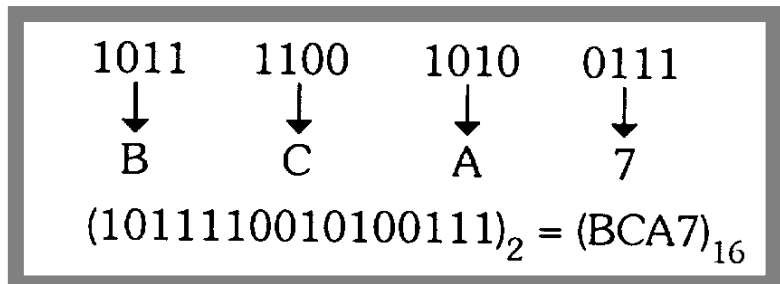 1011 1100 1010 0111
↓ ↓ ↓ ↓
B C A 7
(1011110010100111)₂ = (BCA7)₁₆